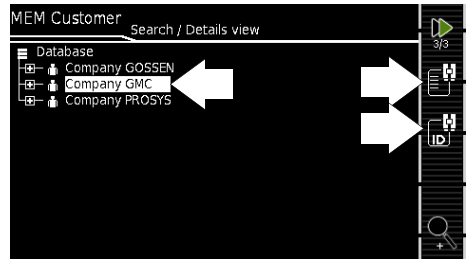 MEM Customer
Search / Details view
3/3
Database
Company GOSSEN
Company GMC
Company PROSYS
ID